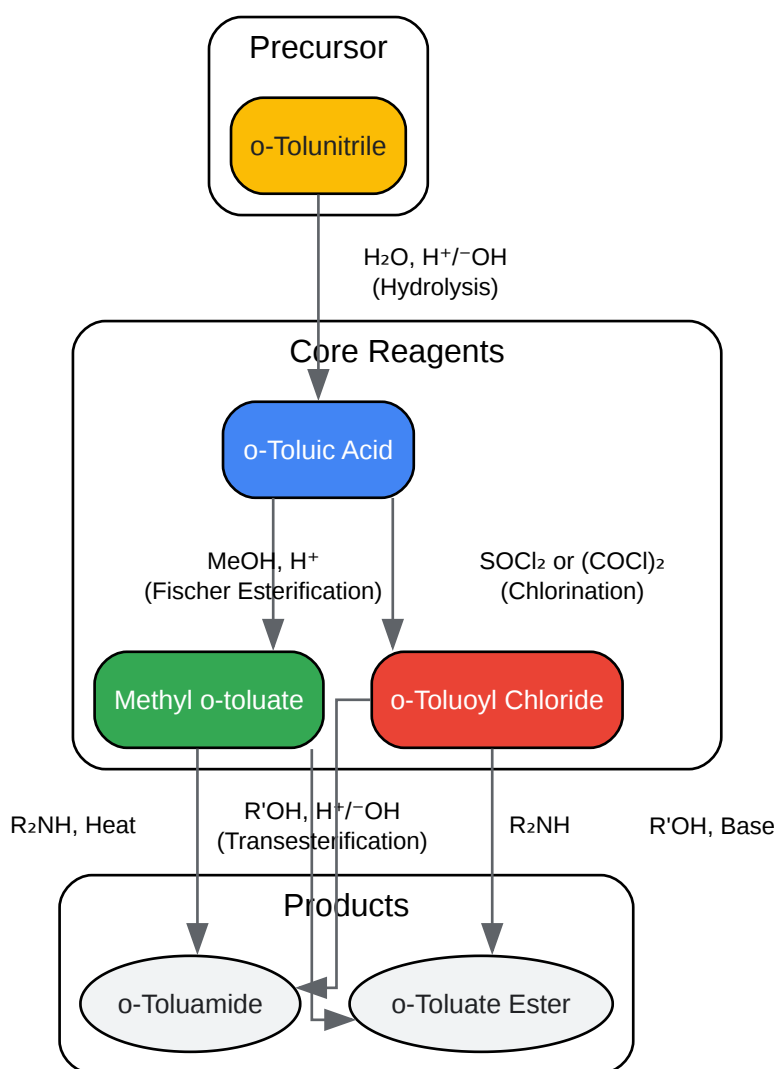 Precursor
o-Tolunitrile
H₂O, H⁺/⁻OH
(Hydrolysis)
Core Reagents
o-Toluic Acid
MeOH, H⁺
(Fischer Esterification)
SOCl₂ or (COCl)₂
(Chlorination)
Methyl o-toluate
o-Toluoyl Chloride
R₂NH, Heat
R'OH, H⁺/⁻OH
(Transesterification)
R₂NH
R'OH, Base
Products
o-Toluamide
o-Toluate Ester